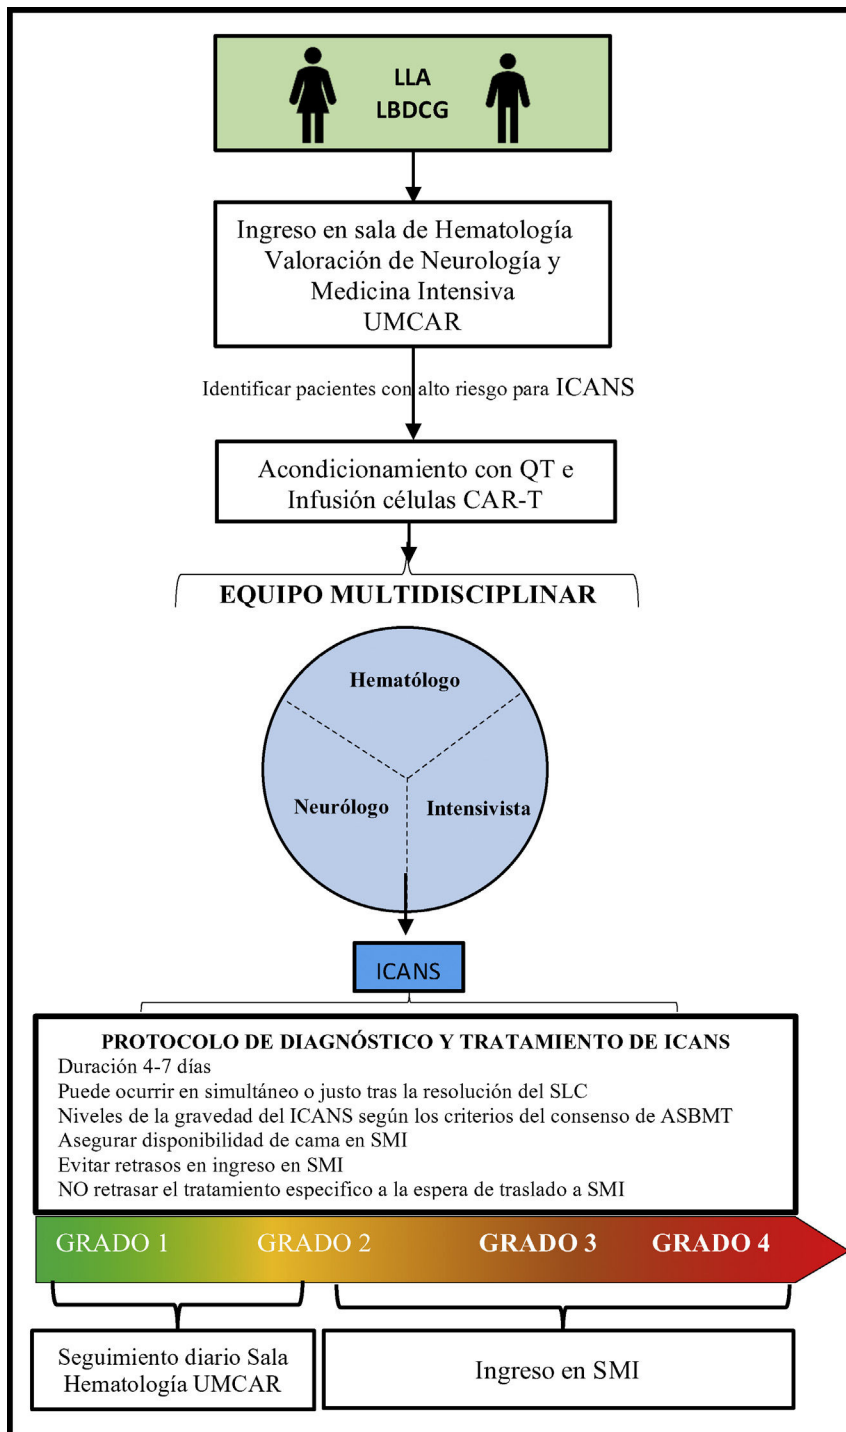 LLA
LBDCG
Ingreso en sala de Hematología
Valoración de Neurología y
Medicina Intensiva
UMCAR
Identificar pacientes con alto riesgo para ICANS
Acondicionamiento con QT e
Infusión células CAR-T
EQUIPO MULTIDISCIPLINAR
Hematólogo
Neurólogo
Intensivista
ICANS
PROTOCOLO DE DIAGNÓSTICO Y TRATAMIENTO DE ICANS
Duración 4-7 días
Puede ocurrir en simultáneo o justo tras la resolución del SLC
Niveles de la gravedad del ICANS según los criterios del consenso de ASBMT
Asegurar disponibilidad de cama en SMI
Evitar retrasos en ingreso en SMI
NO retrasar el tratamiento especifico a la espera de traslado a SMI
GRADO 1
GRADO 2
GRADO 3
GRADO 4
Seguimiento diario Sala
Hematología UMCAR
Ingreso en SMI